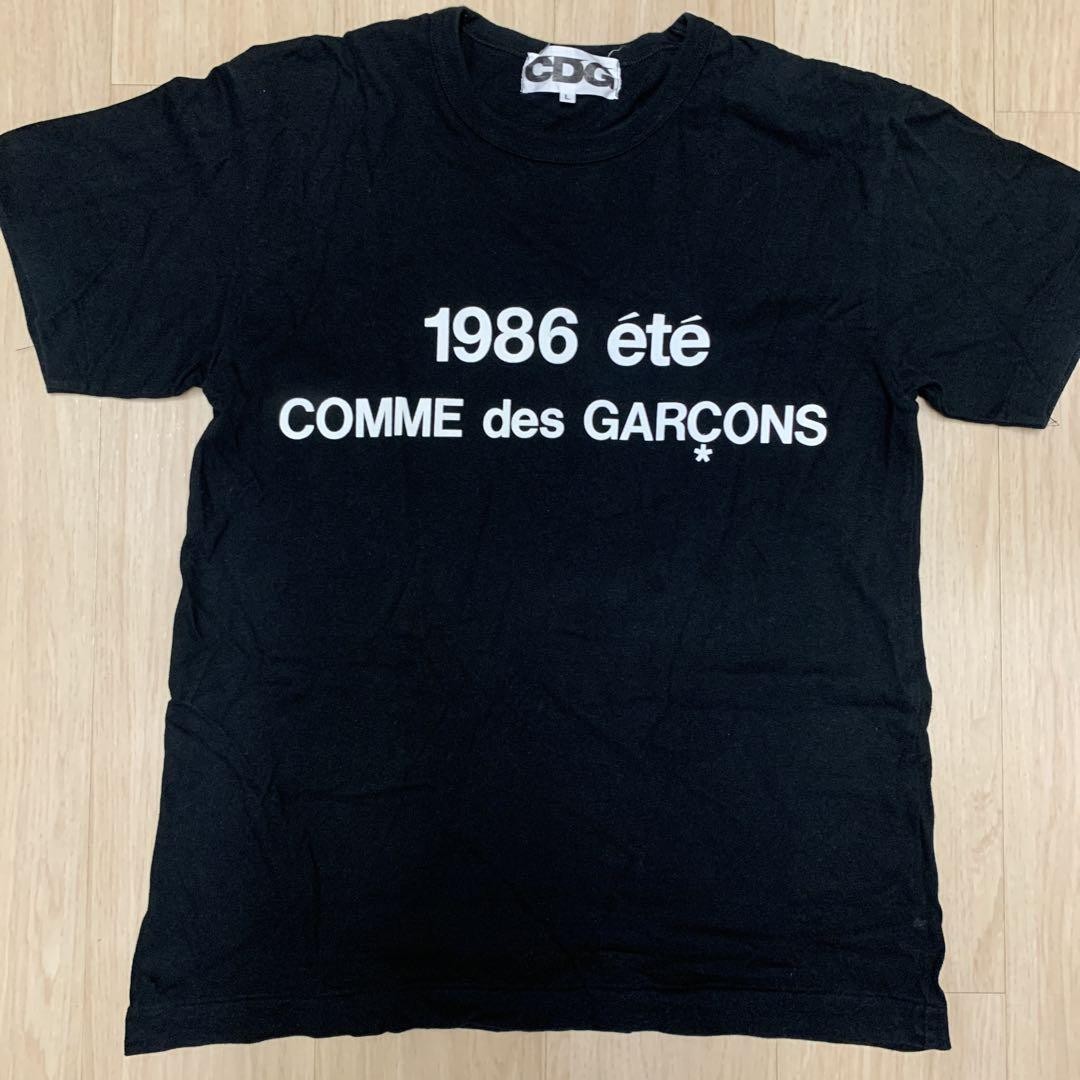 CDG
L
1986 été
COMME des GARÇONS
*